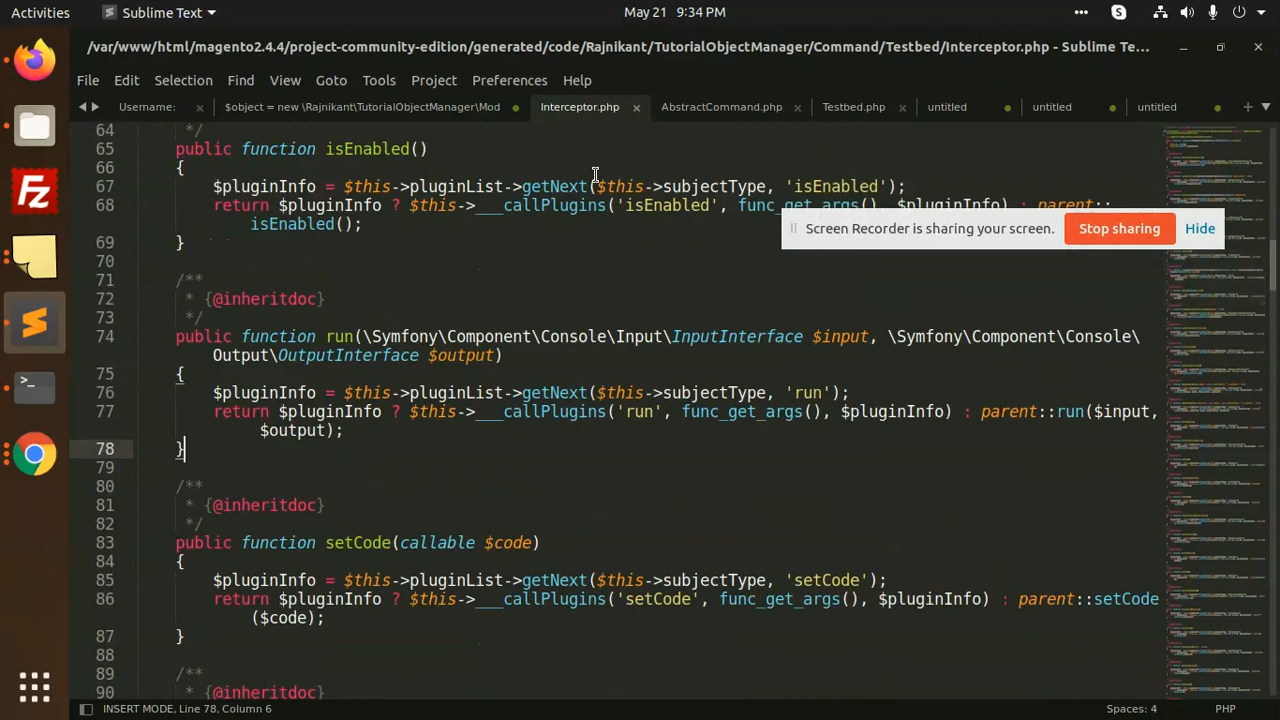 Activities
Sublime Text
May 21 9:34 PM
/var/www/html/magento2.4.4/project-community-edition/generated/code/Rajnikant/TutorialObjectManager/Command/Testbed/Interceptor.php - Sublime Te...
File Edit Selection Find View Goto Tools Project Preferences Help
Username: × $object = new \Rajnikant\TutorialObjectManager\Mod Interceptor.php × AbstractCommand.php × Testbed.php × untitled untitled untitled
64 */
65 public function isEnabled()
66 {
67 $pluginInfo = $this->pluginList->getNext($this->subjectType, 'isEnabled');
68 return $pluginInfo ? $this->___callPlugins('isEnabled', func_get_args(), $pluginInfo) : parent::
isEnabled();
Screen Recorder is sharing your screen. Stop sharing Hide
69 }
70
71 /**
72 * {@inheritdoc}
73 */
74 public function run(\Symfony\Component\Console\Input\InputInterface $input, \Symfony\Component\Console\
Output\OutputInterface $output)
75 {
76 $pluginInfo = $this->pluginList->getNext($this->subjectType, 'run');
77 return $pluginInfo ? $this->___callPlugins('run', func_get_args(), $pluginInfo) : parent::run($input,
$output);
78 }
79
80 /**
81 * {@inheritdoc}
82 */
83 public function setCode(callable $code)
84 {
85 $pluginInfo = $this->pluginList->getNext($this->subjectType, 'setCode');
86 return $pluginInfo ? $this->___callPlugins('setCode', func_get_args(), $pluginInfo) : parent::setCode
($code);
87 }
88
89 /**
90 * {@inheritdoc}
INSERT MODE, Line 78, Column 6
Spaces: 4
PHP